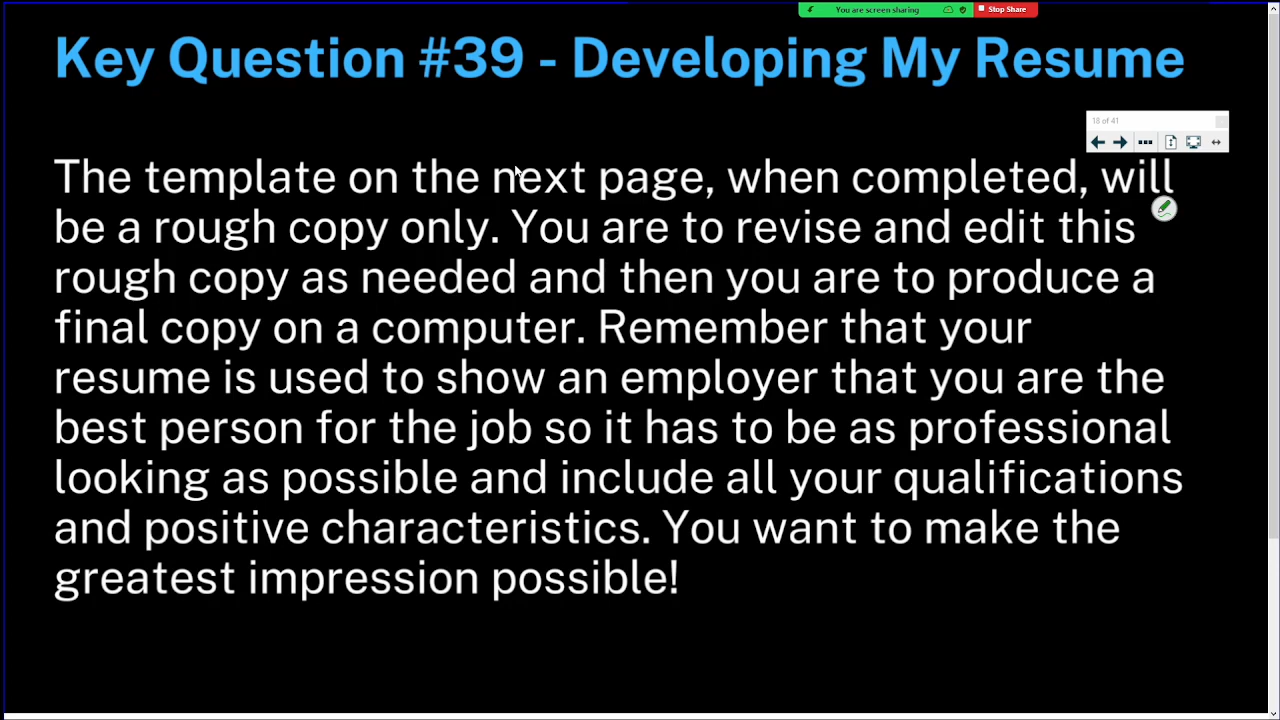 You are screen sharing
Stop Share
Key Question #39 - Developing My Resume
18 of 41
The template on the next page, when completed, will
be a rough copy only. You are to revise and edit this
rough copy as needed and then you are to produce a
final copy on a computer. Remember that your
resume is used to show an employer that you are the
best person for the job so it has to be as professional
looking as possible and include all your qualifications
and positive characteristics. You want to make the
greatest impression possible!